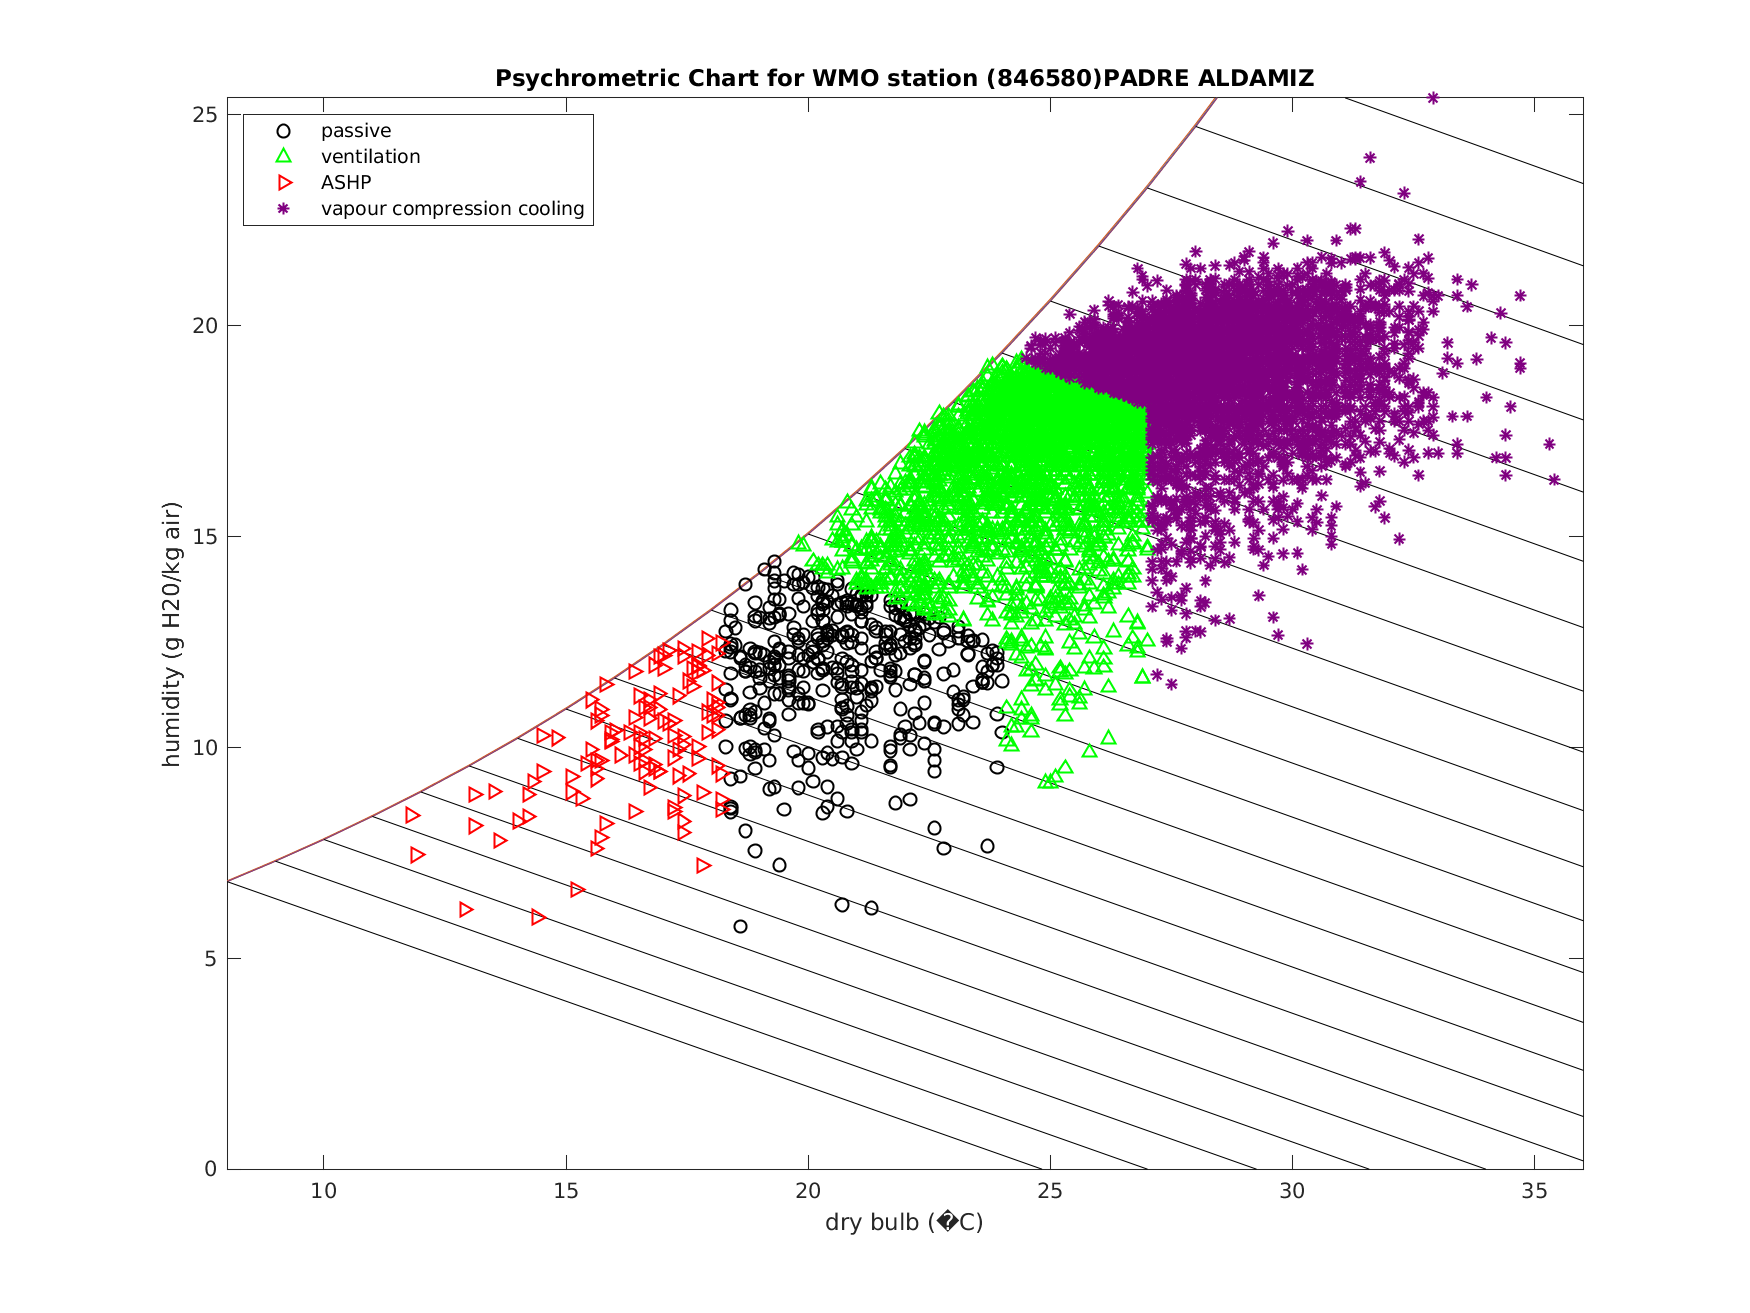 Psychrometric Chart for WMO station (846580)PADRE ALDAMIZ
25
20
15
10
5
0
humidity (g H20/kg air)
passive
ventilation
ASHP
vapour compression cooling
10 15 20 25 30 35
dry bulb (�C)